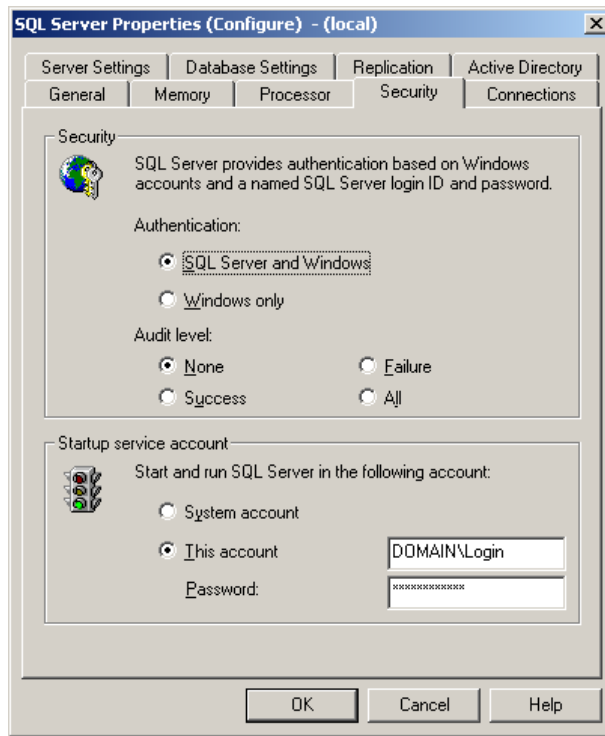 SQL Server Properties (Configure) - (local)
Server Settings Database Settings Replication Active Directory
General Memory Processor Security Connections
Security
SQL Server provides authentication based on Windows
accounts and a named SQL Server login ID and password.
Authentication:
SQL Server and Windows
Windows only
Audit level:
None Failure
Success All
Startup service account
Start and run SQL Server in the following account:
System account
This account DOMAIN\Login
Password: ************
OK Cancel Help